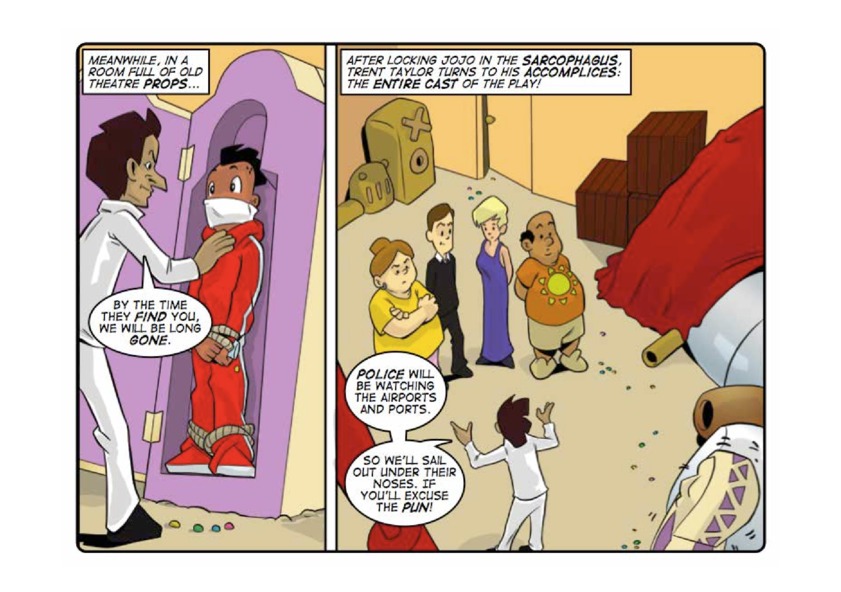 MEANWHILE, IN A
ROOM FULL OF OLD
THEATRE PROPS...
BY THE TIME
THEY FIND YOU,
WE WILL BE LONG
GONE.
AFTER LOCKING JOJO IN THE SARCOPHAGUS,
TRENT TAYLOR TURNS TO HIS ACCOMPLICES:
THE ENTIRE CAST OF THE PLAY!
POLICE WILL
BE WATCHING
THE AIRPORTS
AND PORTS.
SO WE'LL SAIL
OUT UNDER THEIR
NOSES. IF
YOU'LL EXCUSE
THE PUN!